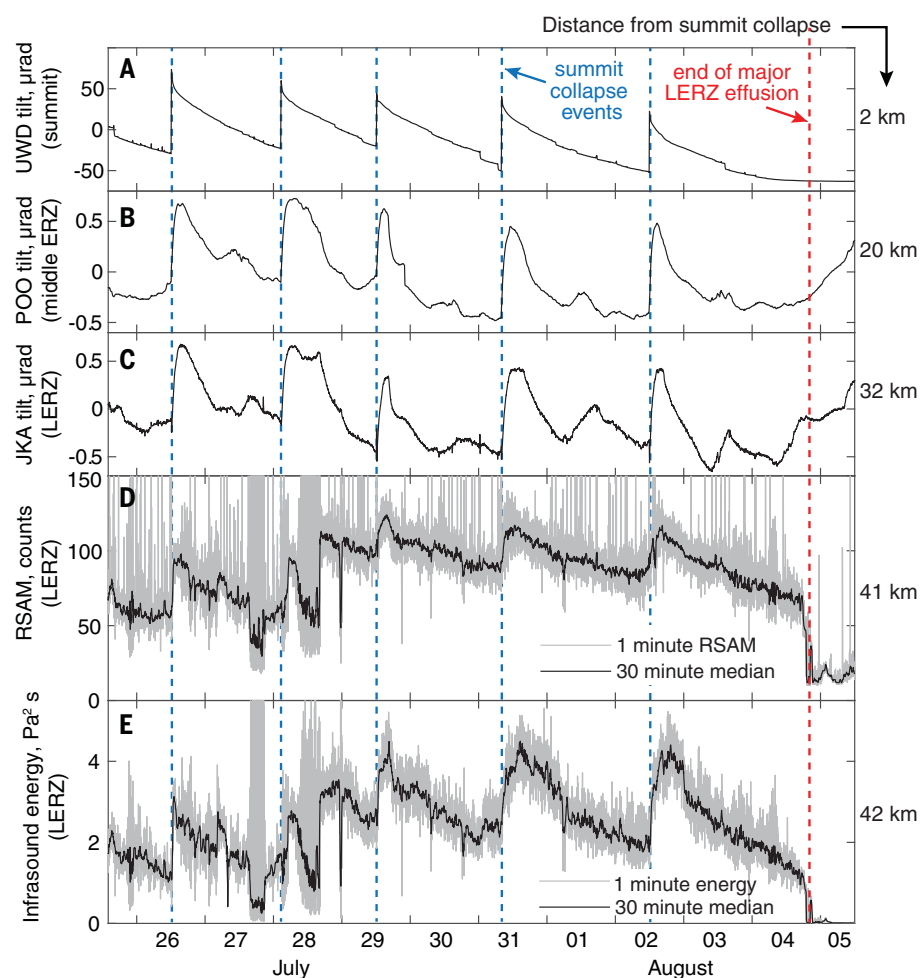 Distance from summit collapse
A
UWD tilt, µrad
(summit)
50
0
-50
summit
collapse
events
end of major
LERZ effusion
2 km
B
POO tilt, µrad
(middle ERZ)
0.5
0
-0.5
20 km
C
JKA tilt, µrad
(LERZ)
0.5
0
-0.5
32 km
D
RSAM, counts
(LERZ)
150
100
50
0
1 minute RSAM
30 minute median
41 km
E
Infrasound energy, Pa² s
(LERZ)
4
2
0
1 minute energy
30 minute median
42 km
26 27 28 29 30 31 01 02 03 04 05
July August